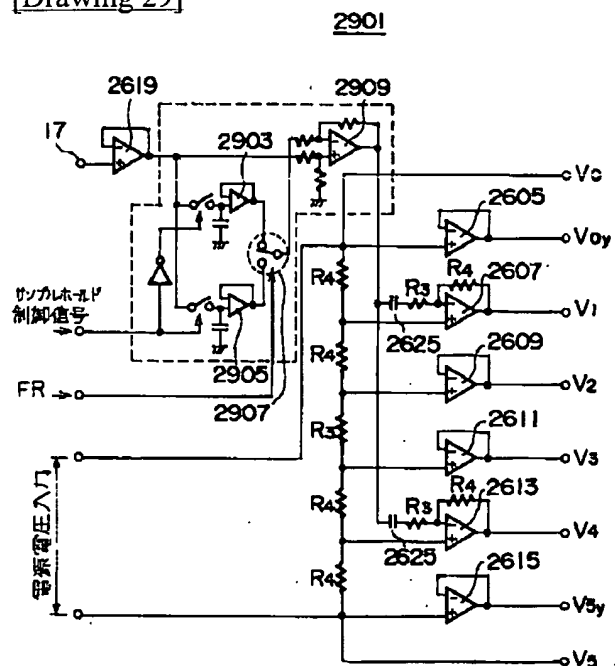 [Drawing 29]
2901
2619
2903
2909
17
V0
2605
V0y
R4
R4
2607
R3
V1
2625
サンプルホールド
制御信号
2905
R4
2609
V2
FR
2907
R3
2611
V3
R4
2613
R4
R3
V4
2625
電源電圧入力
R4
2615
V5y
V5